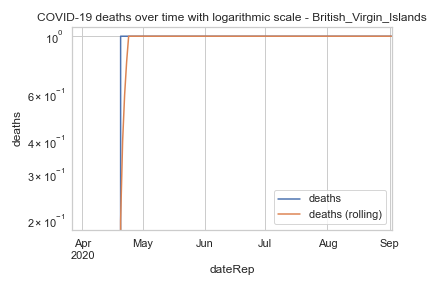 COVID-19 deaths over time with logarithmic scale - British_Virgin_Islands
10⁰
6 × 10⁻¹
4 × 10⁻¹
3 × 10⁻¹
2 × 10⁻¹
deaths
deaths
deaths (rolling)
Apr May Jun Jul Aug Sep
2020
dateRep